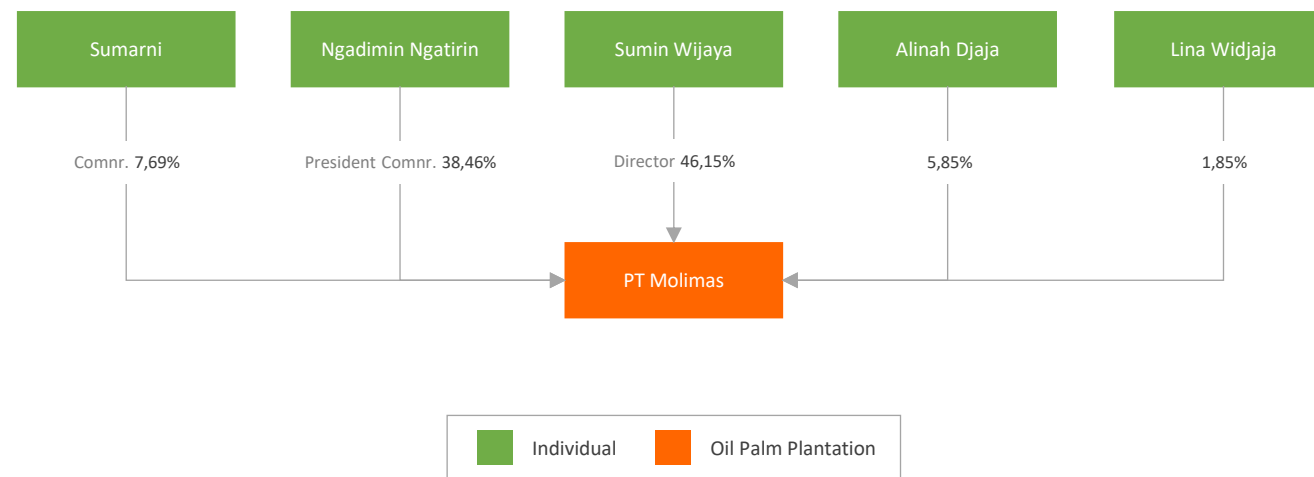 Sumarni
Ngadimin Ngatirin
Sumin Wijaya
Alinah Djaja
Lina Widjaja
Comnr. 7,69%
President Comnr. 38,46%
Director 46,15%
5,85%
1,85%
PT Molimas
Individual
Oil Palm Plantation